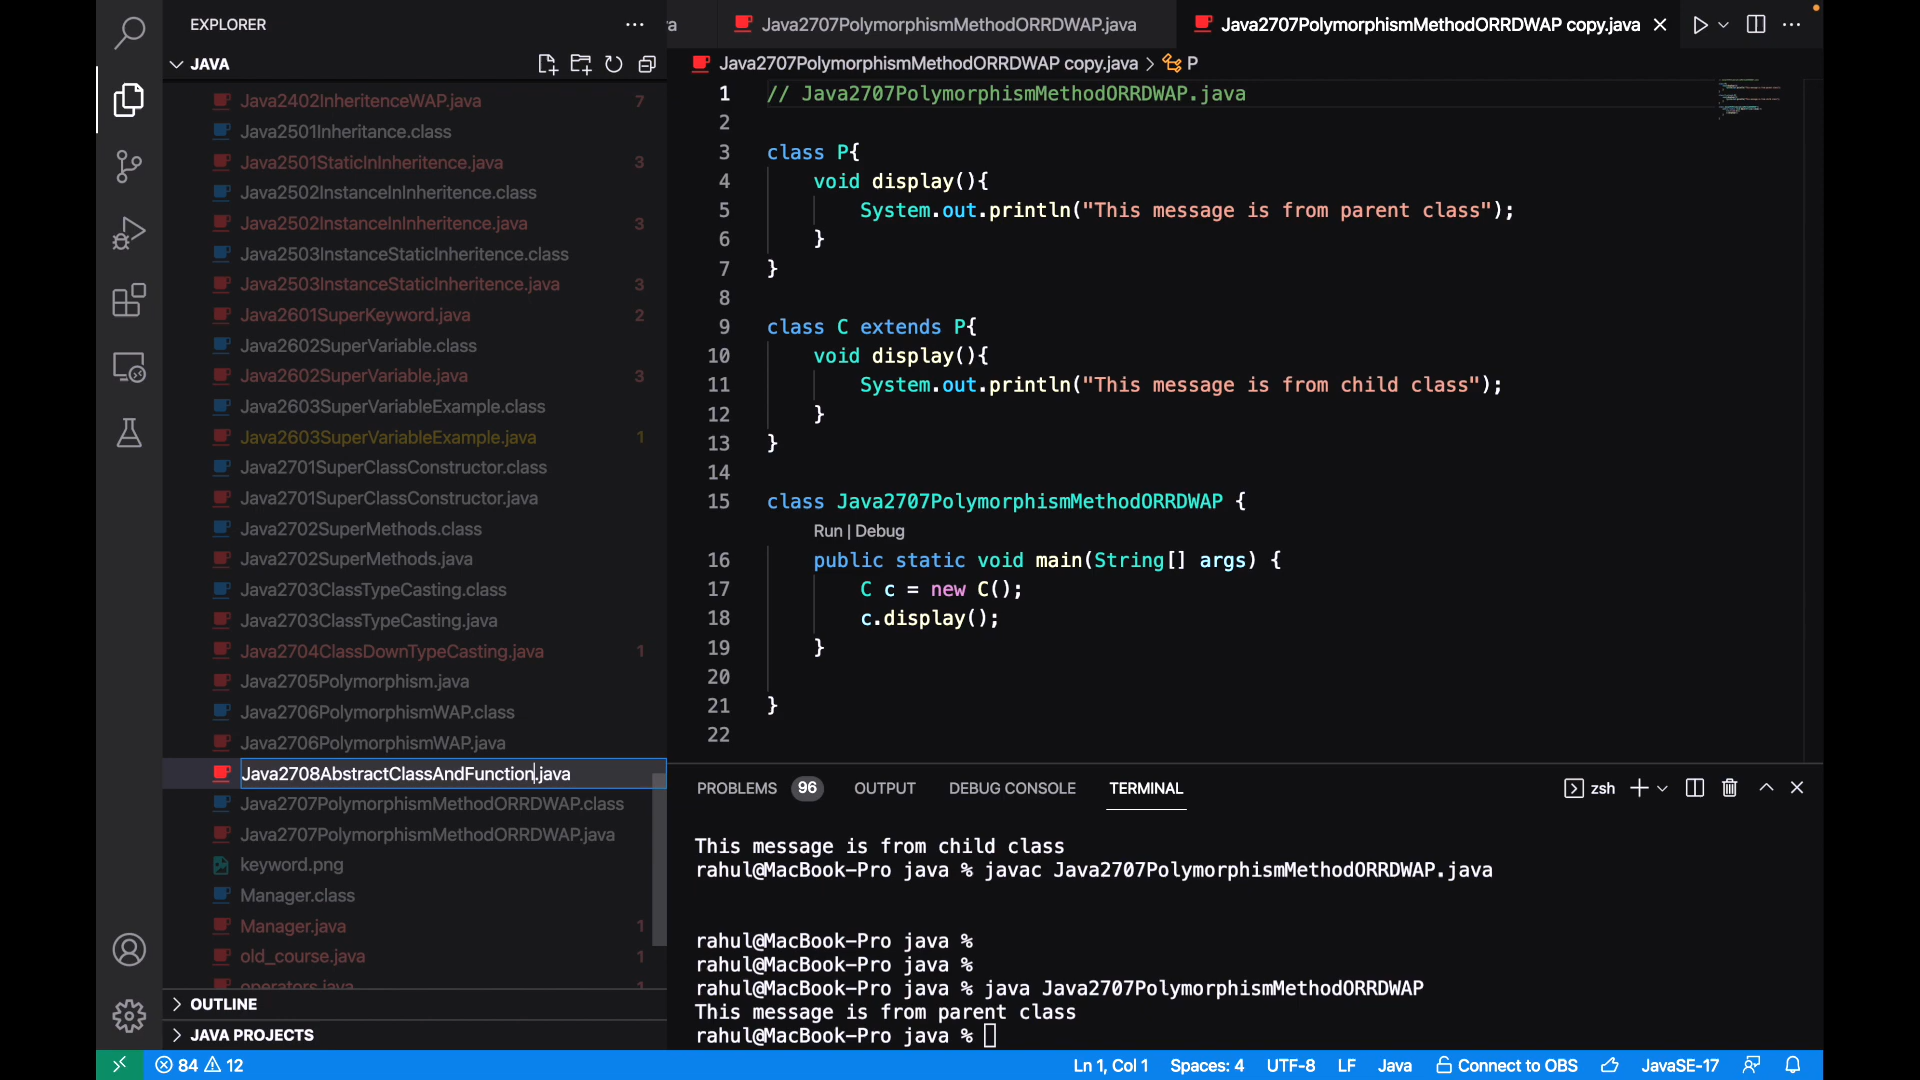 EXPLORER
JAVA
Java2402InheritenceWAP.java 7
Java2501Inheritance.class
Java2501StaticInInheritence.java 3
Java2502InstanceInInheritence.class
Java2502InstanceInInheritence.java 3
Java2503InstanceStaticInheritence.class
Java2503InstanceStaticInheritence.java 3
Java2601SuperKeyword.java 2
Java2602SuperVariable.class
Java2602SuperVariable.java 3
Java2603SuperVariableExample.class
Java2603SuperVariableExample.java 1
Java2701SuperClassConstructor.class
Java2701SuperClassConstructor.java
Java2702SuperMethods.class
Java2702SuperMethods.java
Java2703ClassTypeCasting.class
Java2703ClassTypeCasting.java
Java2704ClassDownTypeCasting.java 1
Java2705Polymorphism.java
Java2706PolymorphismWAP.class
Java2706PolymorphismWAP.java
Java2708AbstractClassAndFunction.java
Java2707PolymorphismMethodORRDWAP.class
Java2707PolymorphismMethodORRDWAP.java
keyword.png
Manager.class
Manager.java 1
old_course.java 1
operators.java 1
OUTLINE
JAVA PROJECTS
a Java2707PolymorphismMethodORRDWAP.java Java2707PolymorphismMethodORRDWAP copy.java
Java2707PolymorphismMethodORRDWAP copy.java > P
1 // Java2707PolymorphismMethodORRDWAP.java
2
3 class P{
4 void display(){
5 System.out.println("This message is from parent class");
6 }
7 }
8
9 class C extends P{
10 void display(){
11 System.out.println("This message is from child class");
12 }
13 }
14
15 class Java2707PolymorphismMethodORRDWAP {
Run | Debug
16 public static void main(String[] args) {
17 C c = new C();
18 c.display();
19 }
20
21 }
22
PROBLEMS 96 OUTPUT DEBUG CONSOLE TERMINAL zsh
This message is from child class
rahul@MacBook-Pro java % javac Java2707PolymorphismMethodORRDWAP.java
rahul@MacBook-Pro java %
rahul@MacBook-Pro java %
rahul@MacBook-Pro java % java Java2707PolymorphismMethodORRDWAP
This message is from parent class
rahul@MacBook-Pro java %
84 12 Ln 1, Col 1 Spaces: 4 UTF-8 LF Java Connect to OBS JavaSE-17